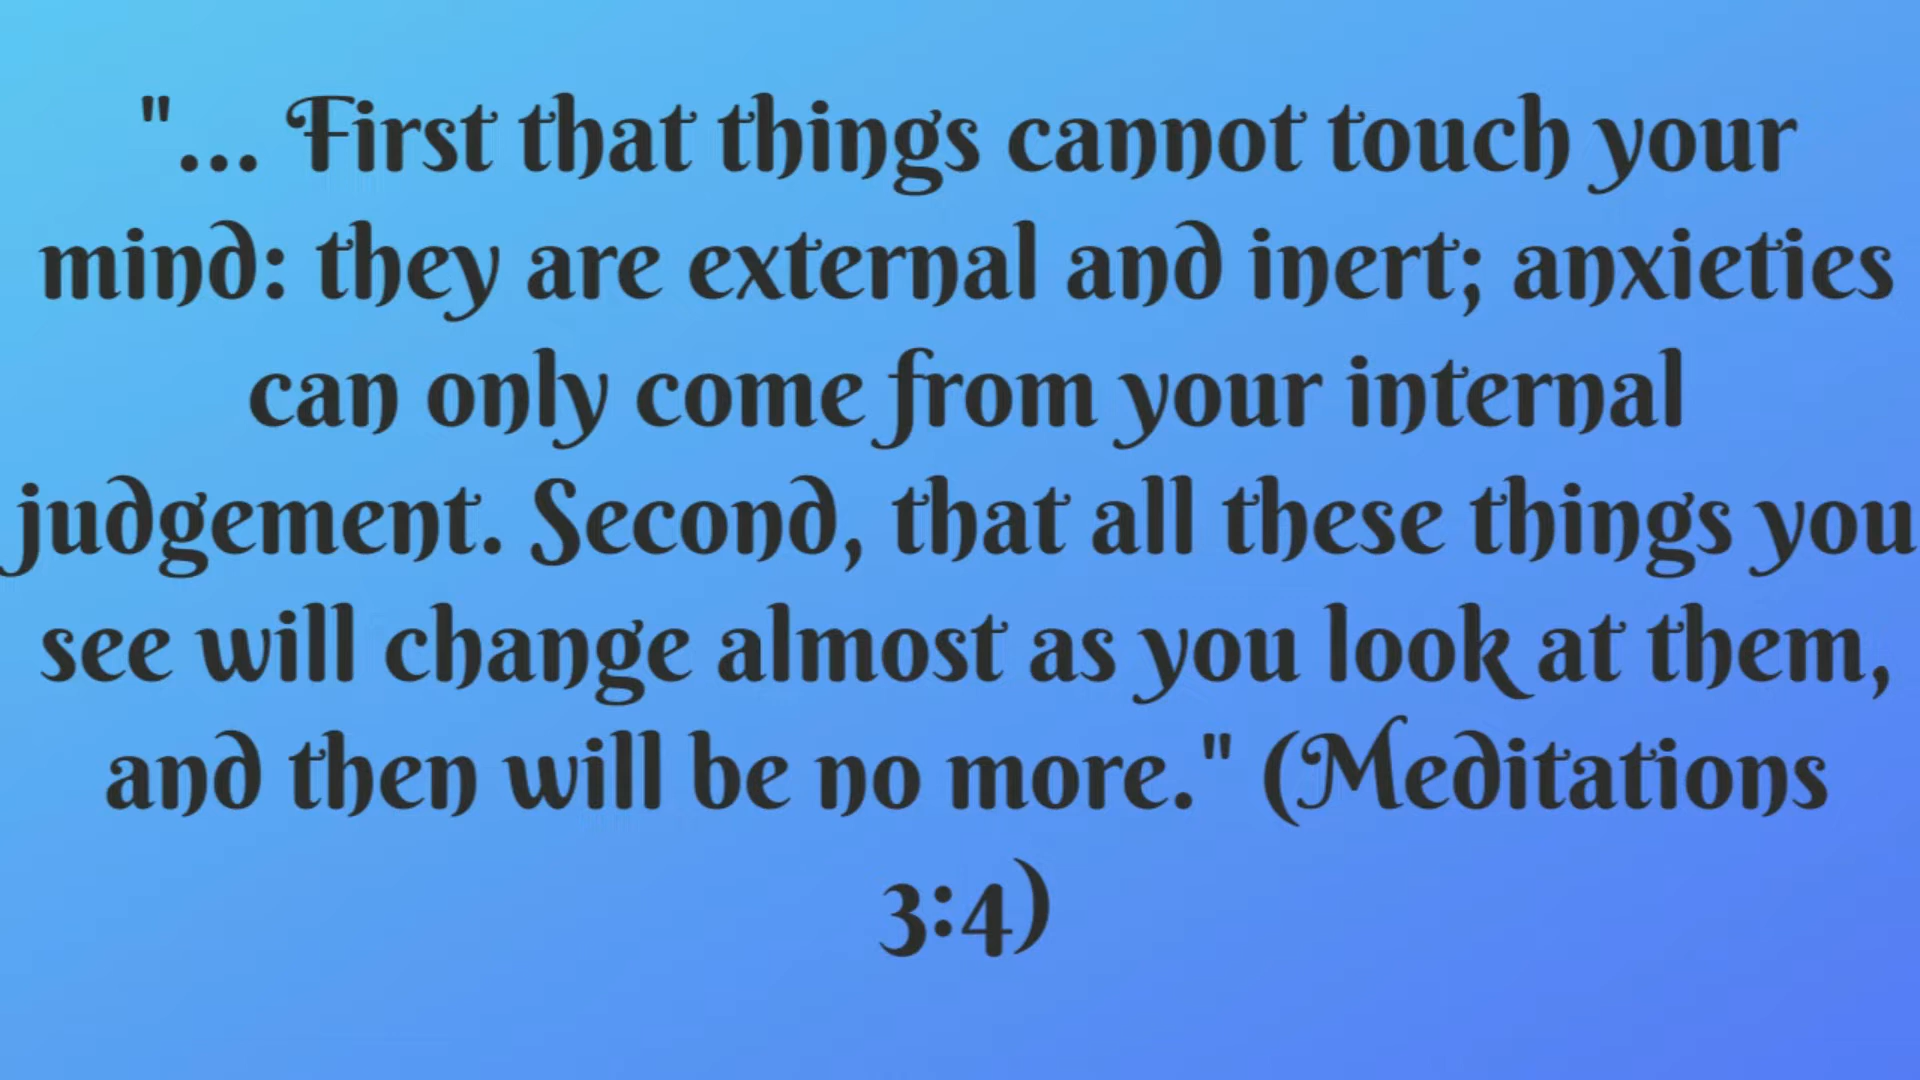 "... First that things cannot touch your
mind: they are external and inert; anxieties
can only come from your internal
judgement. Second, that all these things you
see will change almost as you look at them,
and then will be no more." (Meditations
3:4)